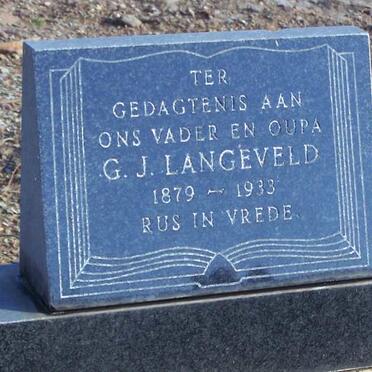 TER
GEDAGTENIS AAN
ONS VADER EN OUPA
G. J. LANGEVELD
1879 ~ 1933
RUS IN VREDE.